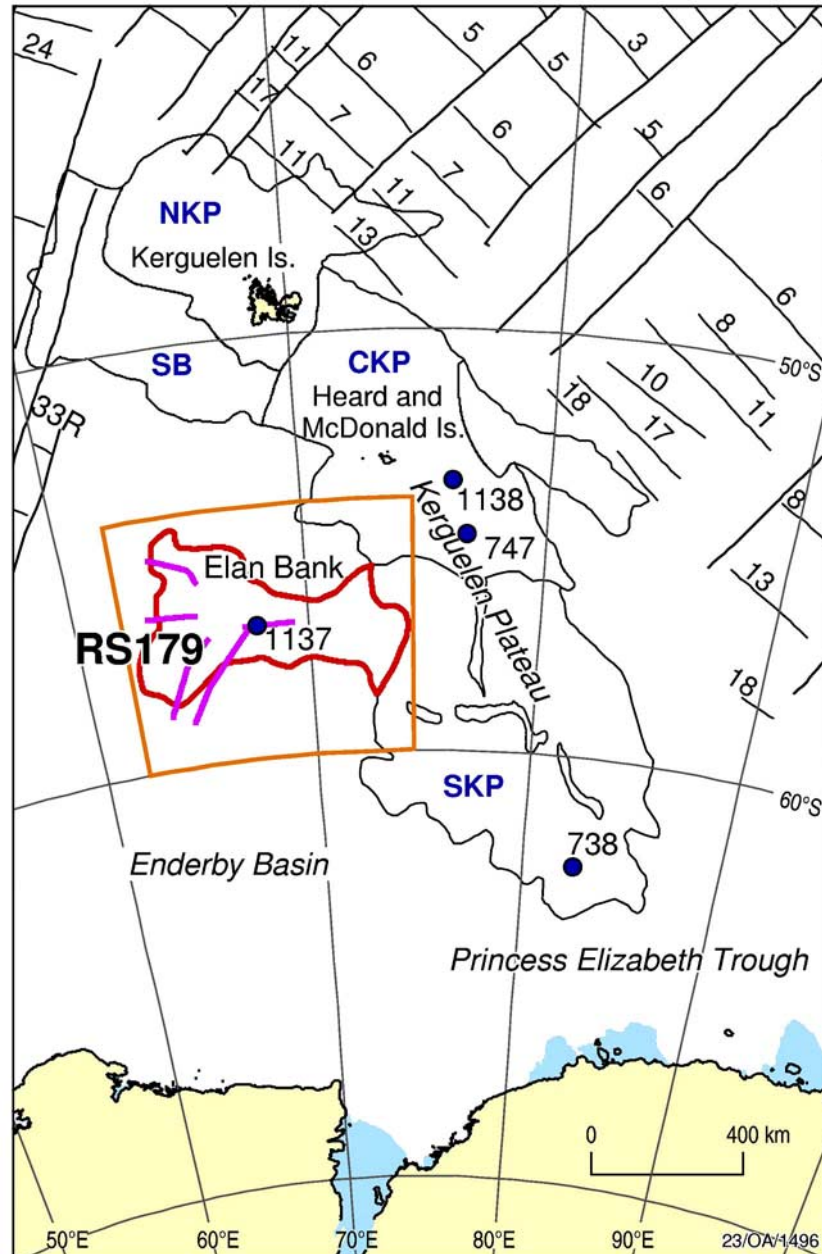 24
11
12
11
6
7
5
6
5
3
5
6
7
11
13
6
NKP
Kerguelen Is.
SB
CKP
Heard and
McDonald Is.
50°S
8
10
11
18
17
33R
1138
747
Kerguelen Plateau
8
13
18
Elan Bank
1137
RS179
SKP
60°S
738
Enderby Basin
Princess Elizabeth Trough
0 400 km
50°E 60°E 70°E 80°E 90°E
23/OA/1496